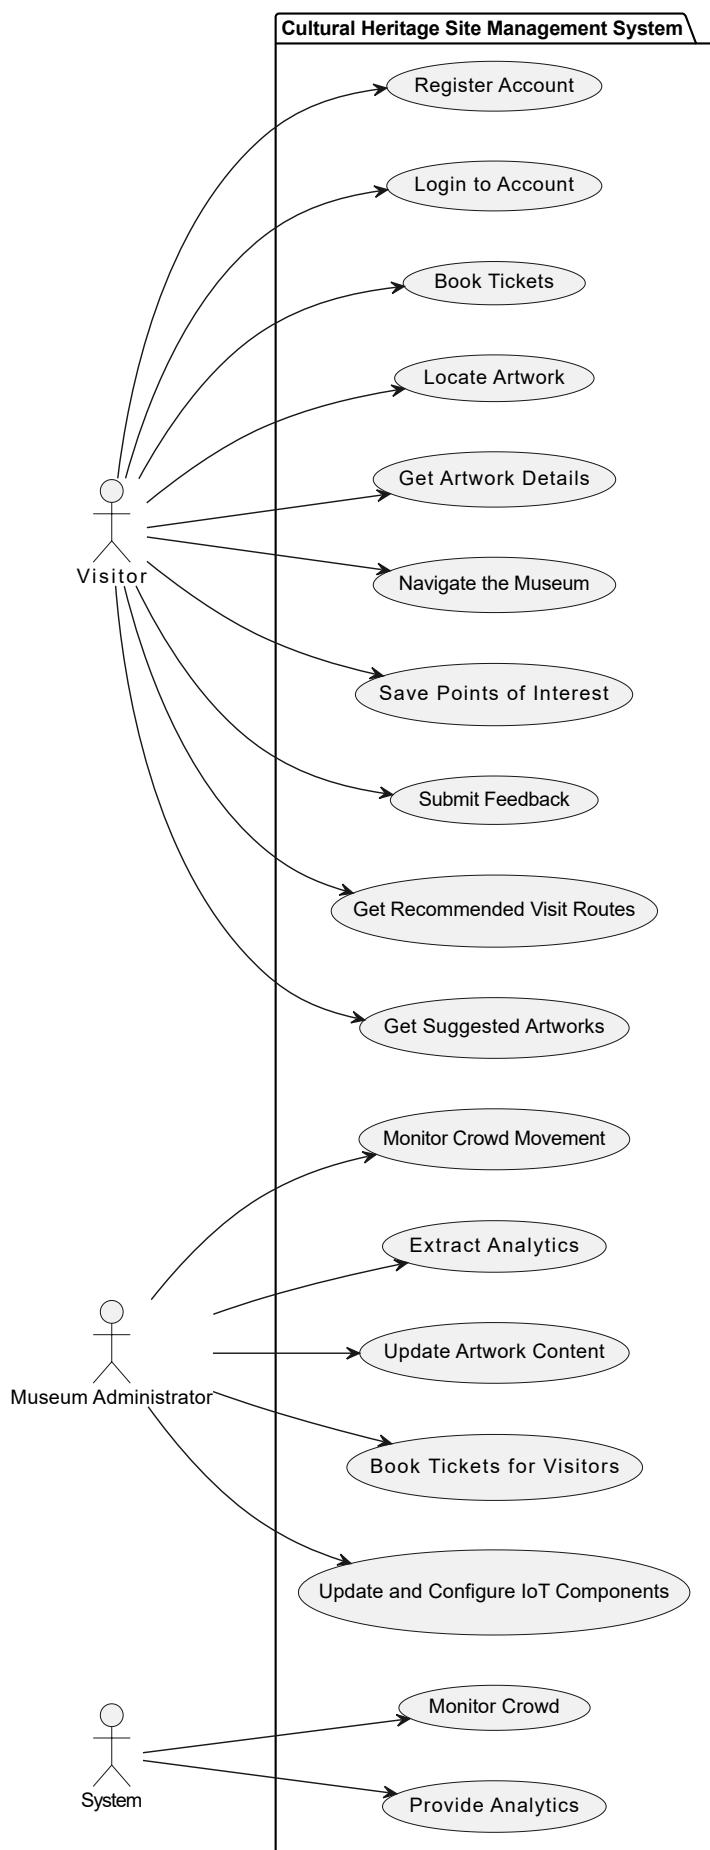 Cultural Heritage Site Management System
Register Account
Login to Account
Book Tickets
Locate Artwork
Get Artwork Details
Visitor
Navigate the Museum
Save Points of Interest
Submit Feedback
Get Recommended Visit Routes
Get Suggested Artworks
Monitor Crowd Movement
Extract Analytics
Update Artwork Content
Museum Administrator
Book Tickets for Visitors
Update and Configure IoT Components
Monitor Crowd
System
Provide Analytics